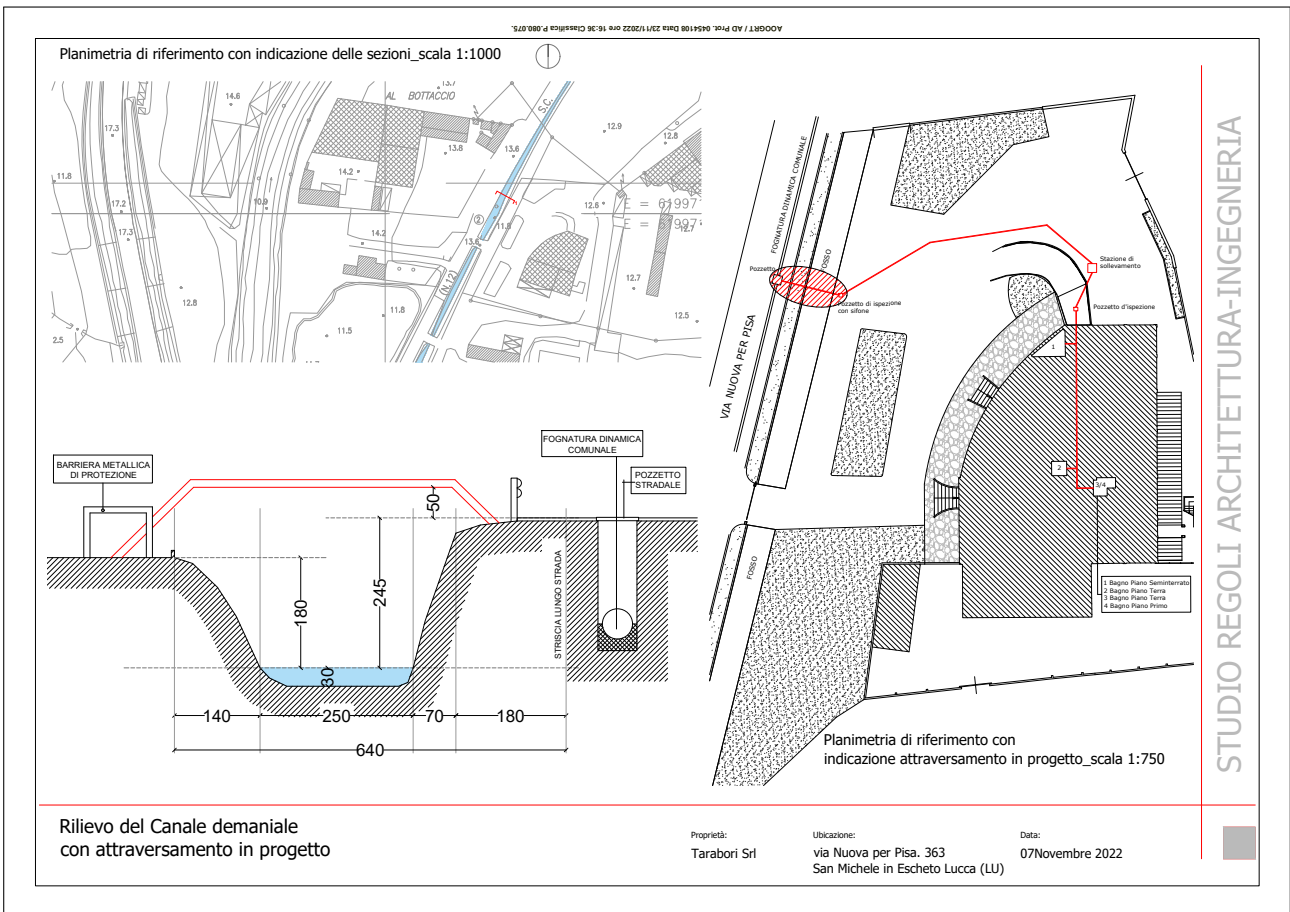 AOOGRT / AD Prot. 0454108 Data 23/11/2022 ore 16:36 Classifica P.080.075.
Planimetria di riferimento con indicazione delle sezioni_scala 1:1000
AL BOTTACCIO
13.7
14.6
17.3
S.C.
12.9
12.8
13.8
13.6
14.2
11.8
17.2
10.9
12.6
E = 61997
2
11.8
12.7
17.3
14.2
13.6
12.7
12.8
(N.12)
11.5
11.8
12.5
2.5
BARRIERA METALLICA
DI PROTEZIONE
FOGNATURA DINAMICA
COMUNALE
POZZETTO
STRADALE
50
180
245
30
STRISCIA LUNGO STRADA
140
250
70
180
640
FOGNATURA DINAMICA COMUNALE
FOSSO
Pozzetto
Pozzetto di ispezione
con sifone
VIA NUOVA PER PISA
Stazione di
sollevamento
Pozzetto d'ispezione
1
2
3/4
FOSSO
1 Bagno Piano Seminterrato
2 Bagno Piano Terra
3 Bagno Piano Terra
4 Bagno Piano Primo
Planimetria di riferimento con
indicazione attraversamento in progetto_scala 1:750
STUDIO REGOLI ARCHITETTURA-INGEGNERIA
Rilievo del Canale demaniale
con attraversamento in progetto
Proprietà:
Tarabori Srl
Ubicazione:
via Nuova per Pisa. 363
San Michele in Escheto Lucca (LU)
Data:
07Novembre 2022